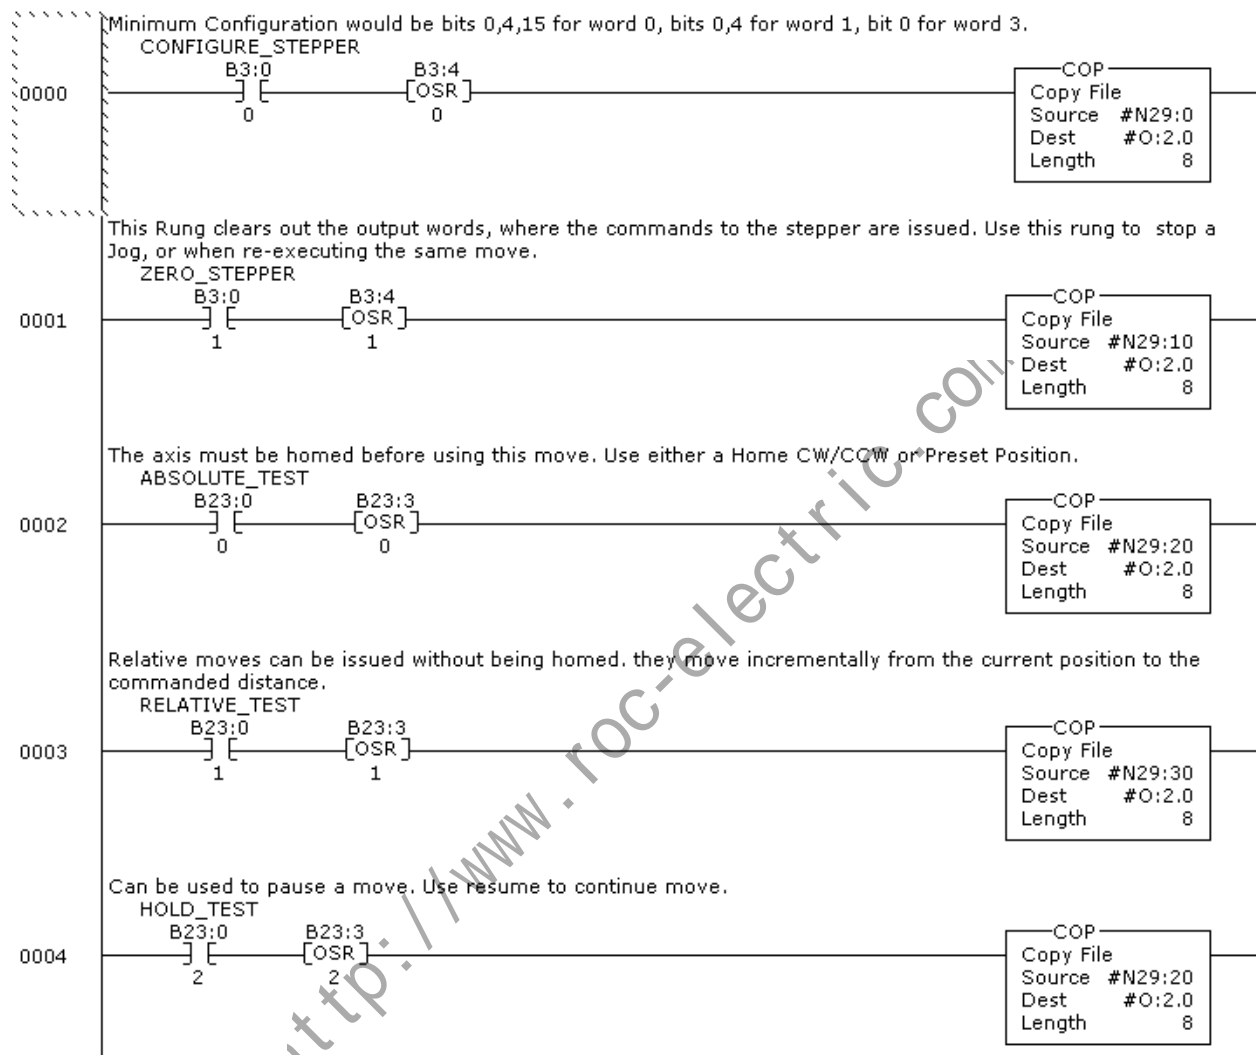 Minimum Configuration would be bits 0,4,15 for word 0, bits 0,4 for word 1, bit 0 for word 3.
CONFIGURE_STEPPER
B3:0 B3:4
0000 ] [ [OSR]
0 0
COP
Copy File
Source #N29:0
Dest #O:2.0
Length 8
This Rung clears out the output words, where the commands to the stepper are issued. Use this rung to stop a
Jog, or when re-executing the same move.
ZERO_STEPPER
B3:0 B3:4
0001 ] [ [OSR]
1 1
COP
Copy File
Source #N29:10
Dest #O:2.0
Length 8
The axis must be homed before using this move. Use either a Home CW/CCW or Preset Position.
ABSOLUTE_TEST
B23:0 B23:3
0002 ] [ [OSR]
0 0
COP
Copy File
Source #N29:20
Dest #O:2.0
Length 8
Relative moves can be issued without being homed. they move incrementally from the current position to the
commanded distance.
RELATIVE_TEST
B23:0 B23:3
0003 ] [ [OSR]
1 1
COP
Copy File
Source #N29:30
Dest #O:2.0
Length 8
Can be used to pause a move. Use resume to continue move.
HOLD_TEST
B23:0 B23:3
0004 ] [ [OSR]
2 2
COP
Copy File
Source #N29:20
Dest #O:2.0
Length 8
http://www.roc-electric.com